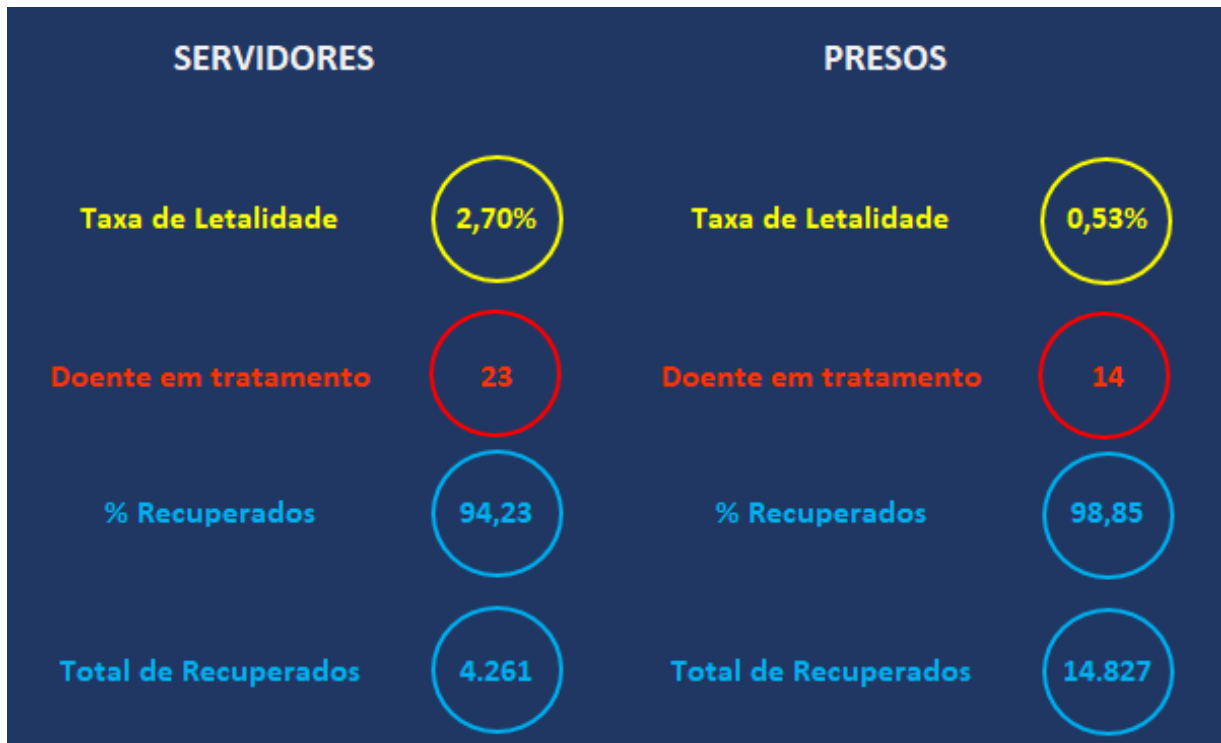 SERVIDORES PRESOS
Taxa de Letalidade 2,70% Taxa de Letalidade 0,53%
Doente em tratamento 23 Doente em tratamento 14
% Recuperados 94,23 % Recuperados 98,85
Total de Recuperados 4.261 Total de Recuperados 14.827